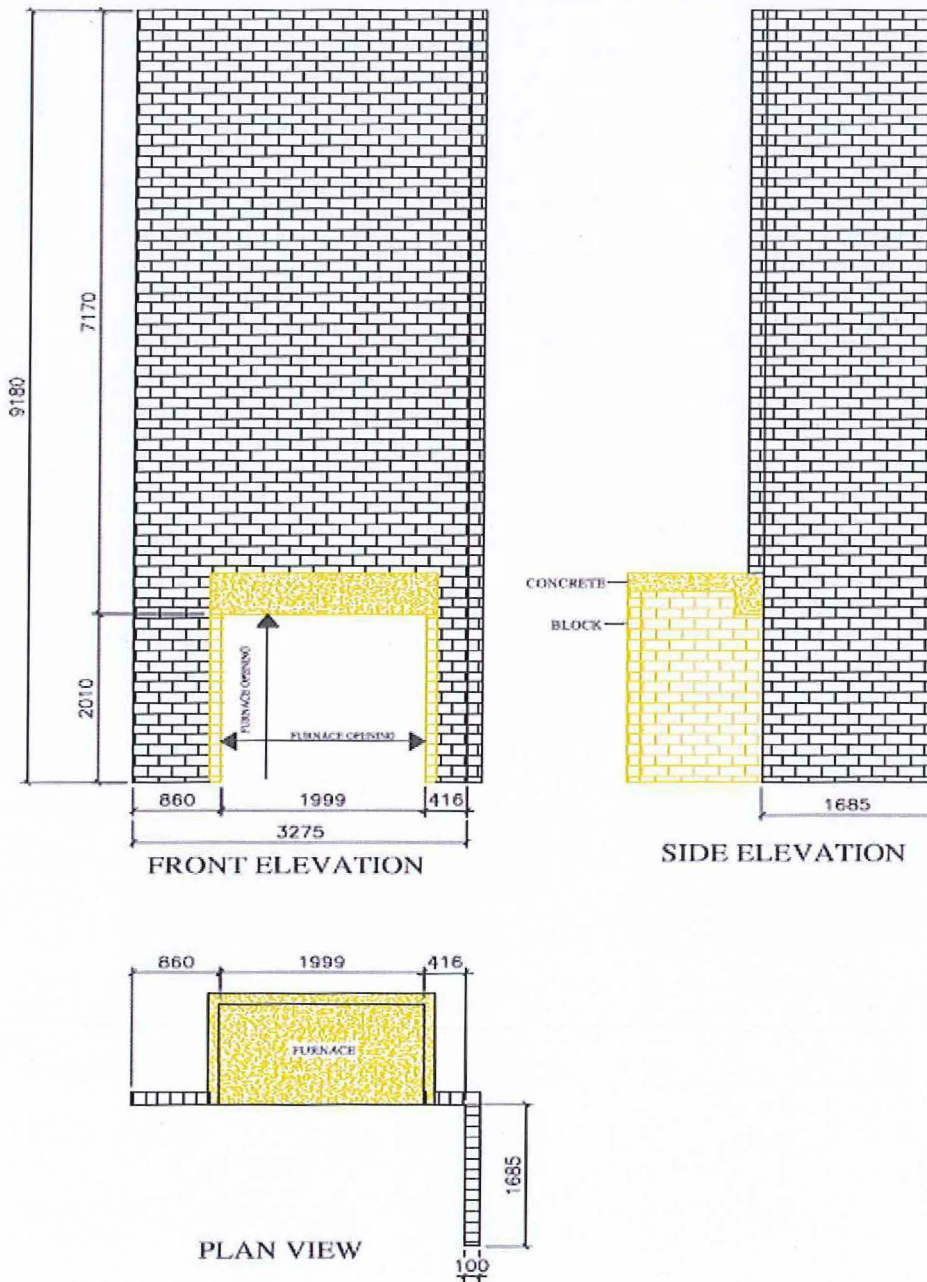 9180
7170
2010
FURNACE OPENING
FURNACE OPENING
860
1999
416
3275
FRONT ELEVATION
CONCRETE
BLOCK
1685
SIDE ELEVATION
860
1999
416
FURNACE
1685
PLAN VIEW
100